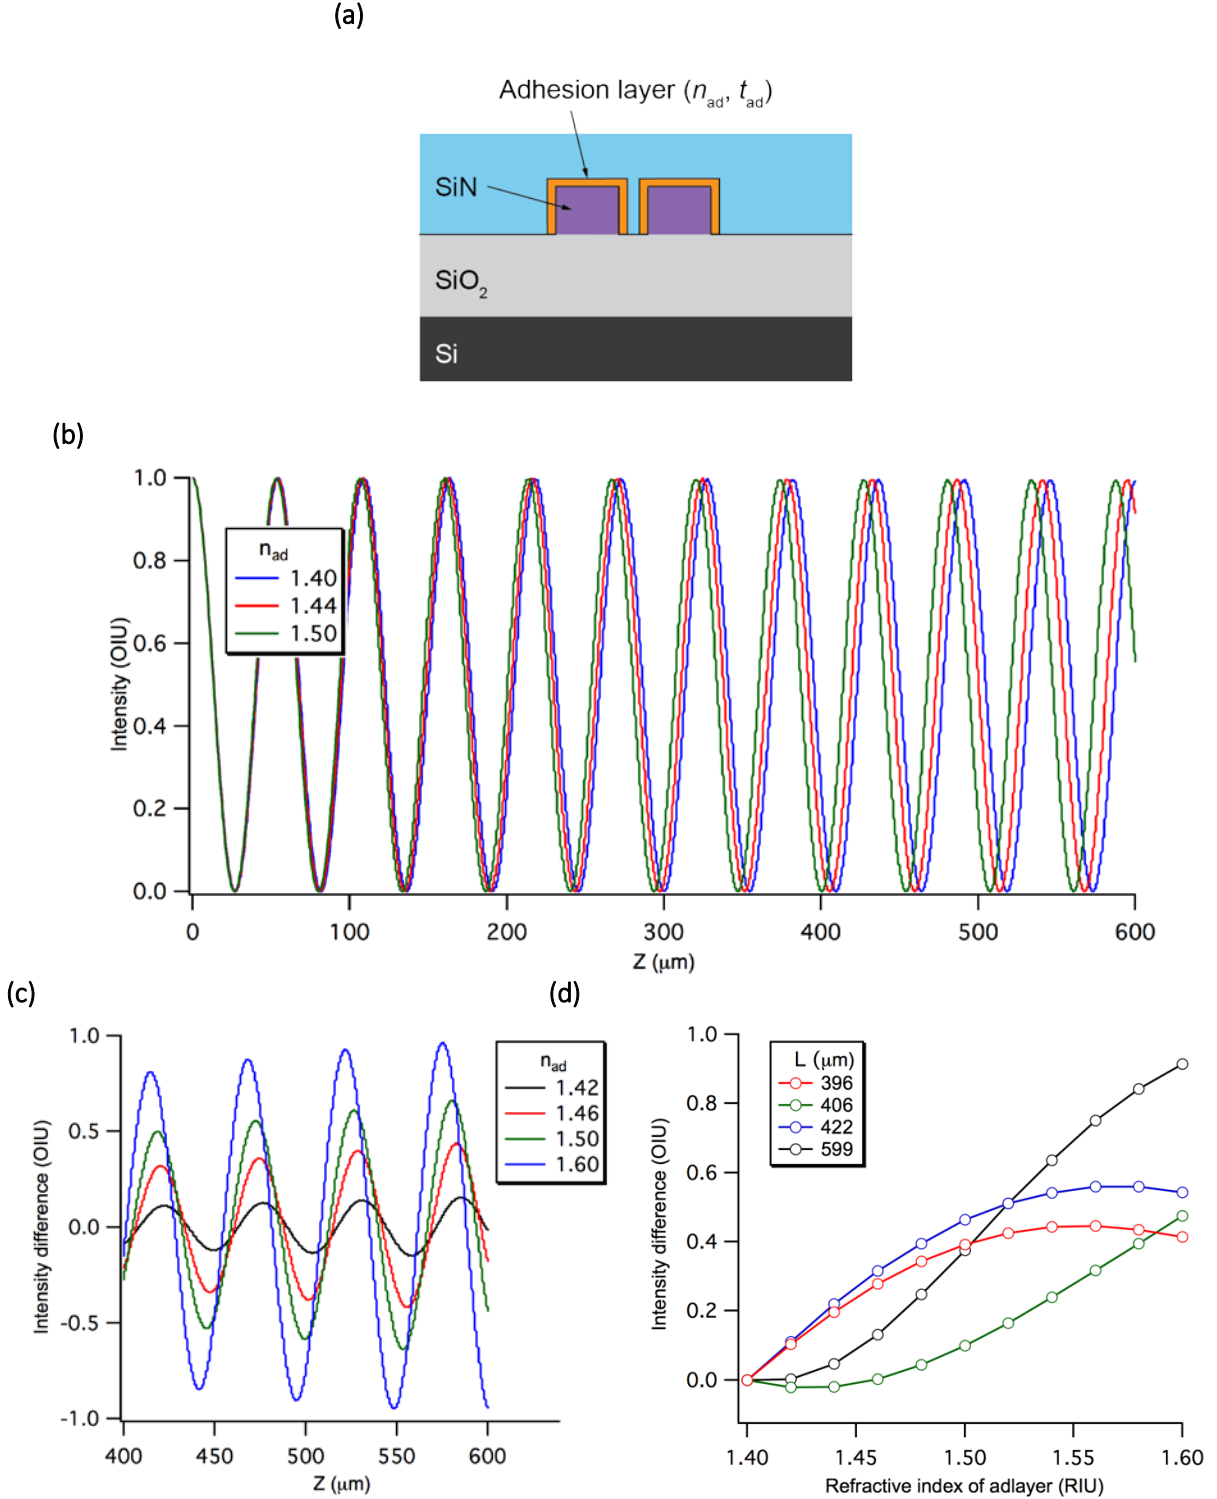 (a)
Adhesion layer (nad, tad)
SiN
SiO2
Si
(b)
1.0
0.8
0.6
0.4
0.2
0.0
Intensity (OIU)
nad
1.40
1.44
1.50
0 100 200 300 400 500 600
Z (μm)
(c)
1.0
0.5
0.0
-0.5
-1.0
Intensity difference (OIU)
nad
1.42
1.46
1.50
1.60
400 450 500 550 600
Z (μm)
(d)
1.0
0.8
0.6
0.4
0.2
0.0
Intensity difference (OIU)
L (μm)
396
406
422
599
1.40 1.45 1.50 1.55 1.60
Refractive index of adlayer (RIU)